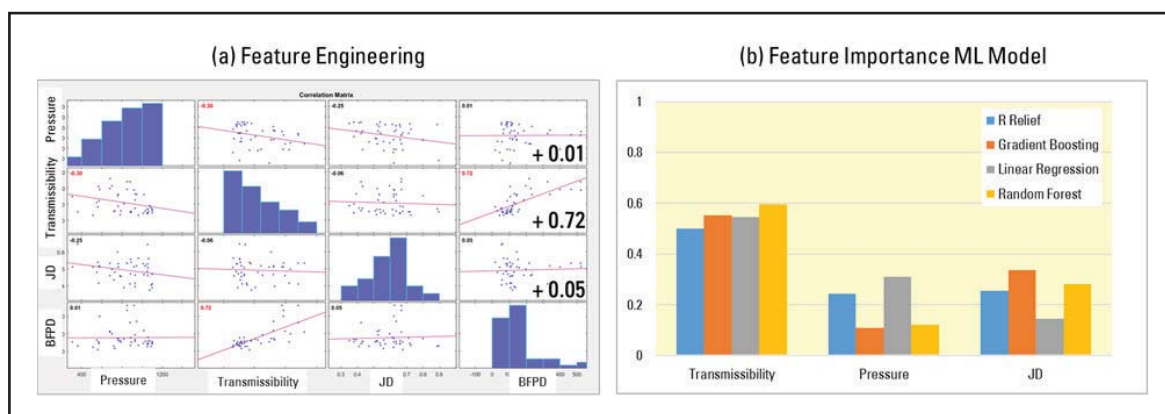 (a) Feature Engineering
Correlation Matrix
Pressure
-0.30
-0.25
0.01
+ 0.01
Transmissibility
-0.30
-0.06
0.72
+ 0.72
JD
-0.25
-0.06
0.05
+ 0.05
BFPD
0.01
0.72
0.05
400
1200
0.3 0.4 0.5 0.6 0.7 0.8 0.9
-100 0
400 500
Pressure
Transmissibility
JD
BFPD
(b) Feature Importance ML Model
1
0.8
0.6
0.4
0.2
0
R Relief
Gradient Boosting
Linear Regression
Random Forest
Transmissibility
Pressure
JD